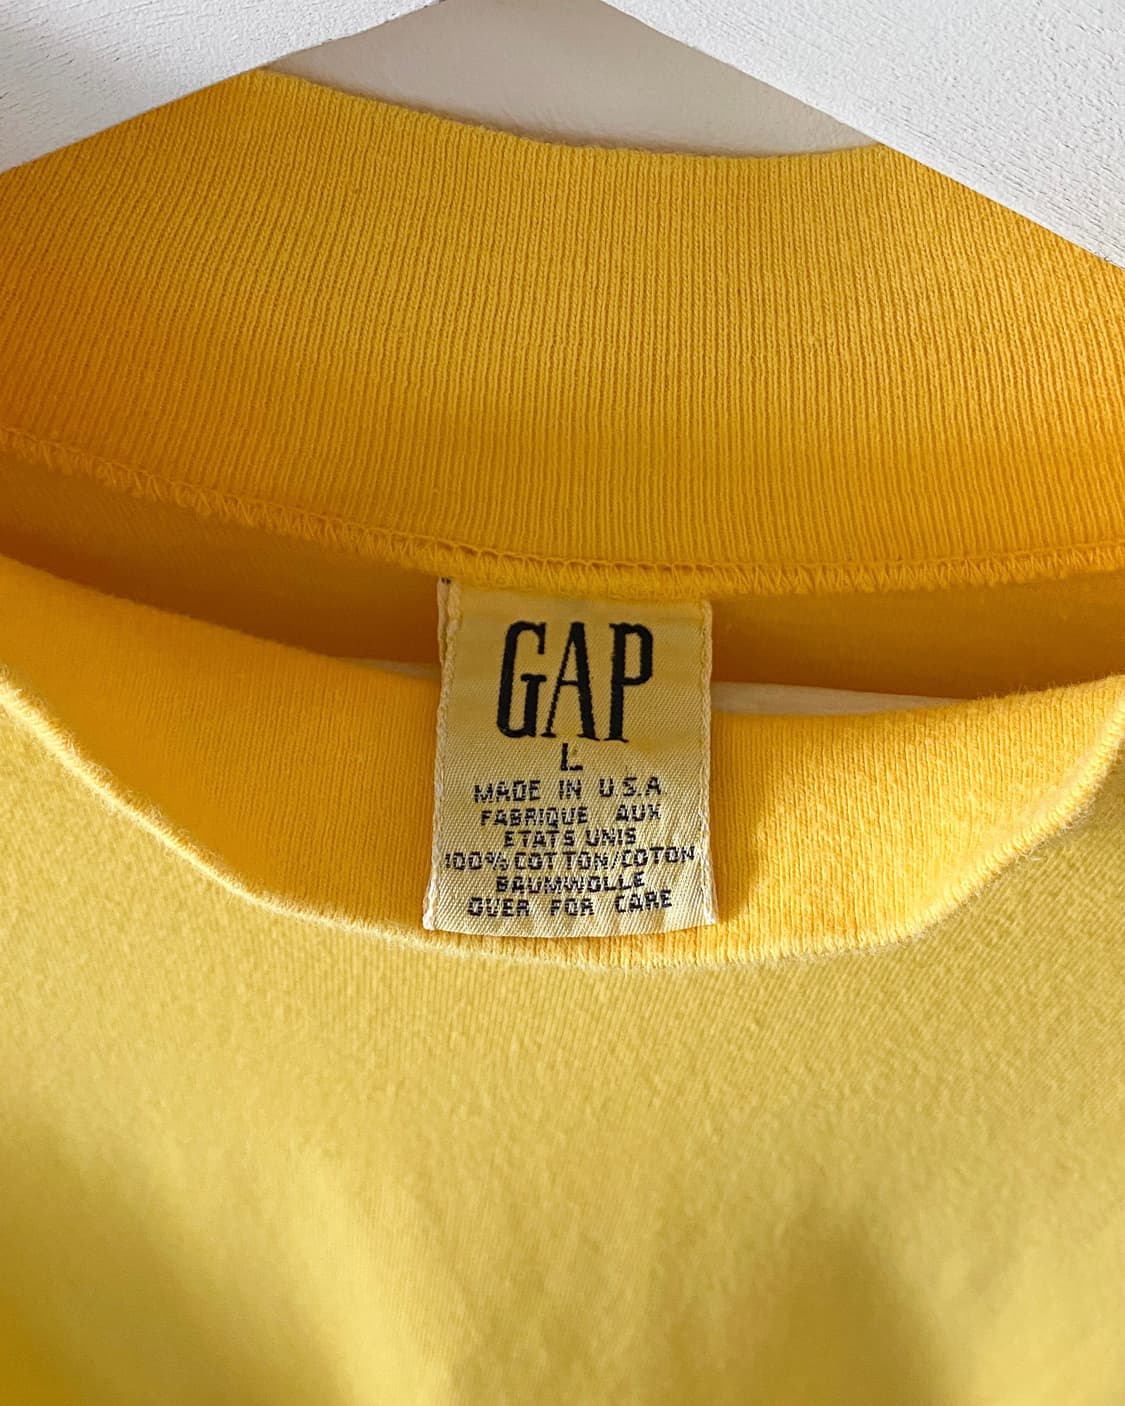 GAP
L
MADE IN U.S.A
FABRIQUE AUX
ETATS UNIS
100% COTTON/COTON
BAUMWOLLE
OVER FOR CARE